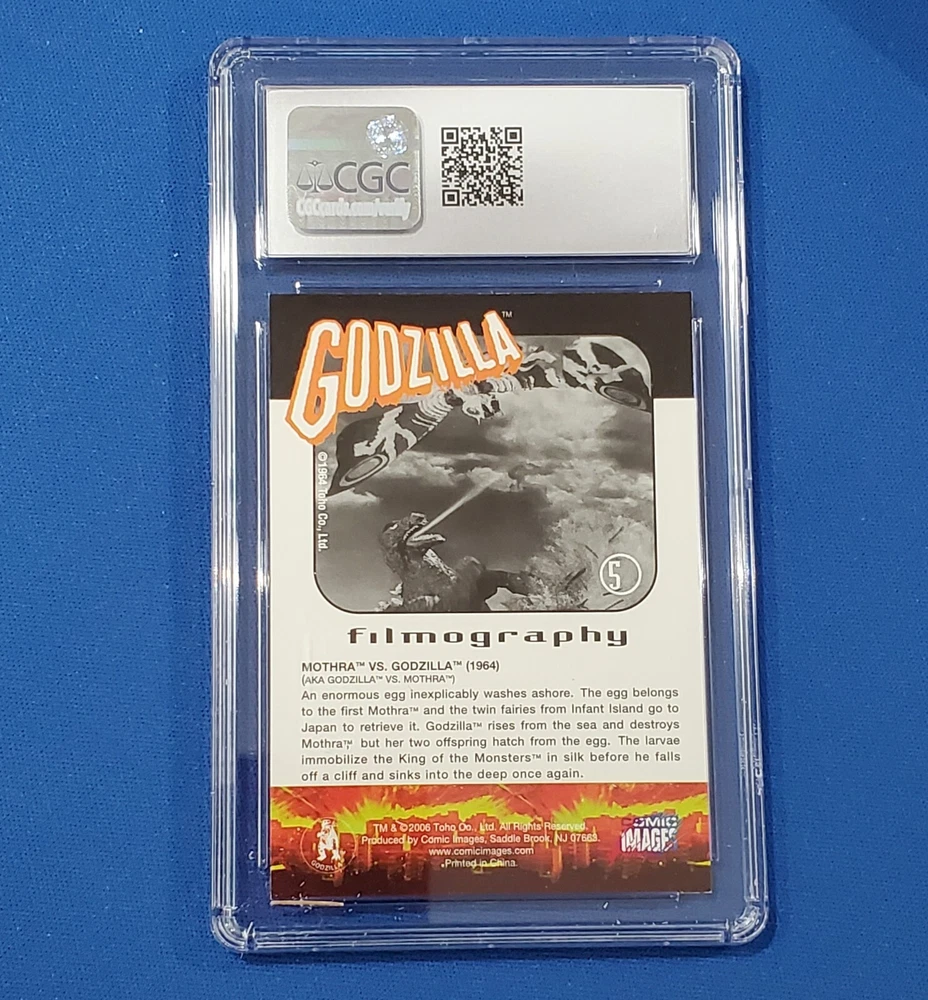 CGC
CGCcards.com/verify
GODZILLA™
©1964 Toho Co., Ltd.
5
filmography
MOTHRA™ VS. GODZILLA™ (1964)
(AKA GODZILLA™ VS. MOTHRA™)
An enormous egg inexplicably washes ashore. The egg belongs
to the first Mothra™ and the twin fairies from Infant Island go to
Japan to retrieve it. Godzilla™ rises from the sea and destroys
Mothra™ but her two offspring hatch from the egg. The larvae
immobilize the King of the Monsters™ in silk before he falls
off a cliff and sinks into the deep once again.
TM & ©2006 Toho Co., Ltd. All Rights Reserved.
Produced by Comic Images, Saddle Brook, NJ 07663.
www.comicimages.com
Printed in China.
GODZILLA
COMIC
IMAGES